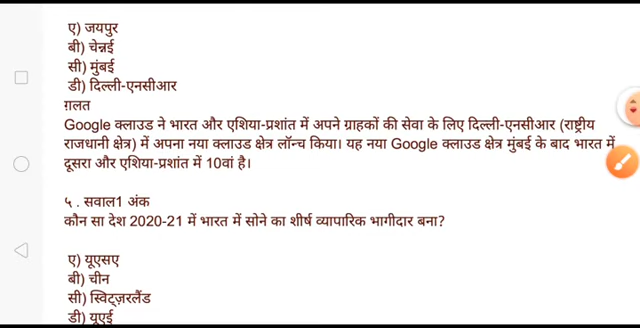 ए) जयपुर
बी) चेन्नई
सी) मुंबई
डी) दिल्ली-एनसीआर
ग़लत
Google क्लाउड ने भारत और एशिया-प्रशांत में अपने ग्राहकों की सेवा के लिए दिल्ली-एनसीआर (राष्ट्रीय
राजधानी क्षेत्र) में अपना नया क्लाउड क्षेत्र लॉन्च किया। यह नया Google क्लाउड क्षेत्र मुंबई के बाद भारत में
दूसरा और एशिया-प्रशांत में 10वां है।
५ . सवाल1 अंक
कौन सा देश 2020-21 में भारत में सोने का शीर्ष व्यापारिक भागीदार बना?
ए) यूएसए
बी) चीन
सी) स्विट्ज़रलैंड
डी) यूएई